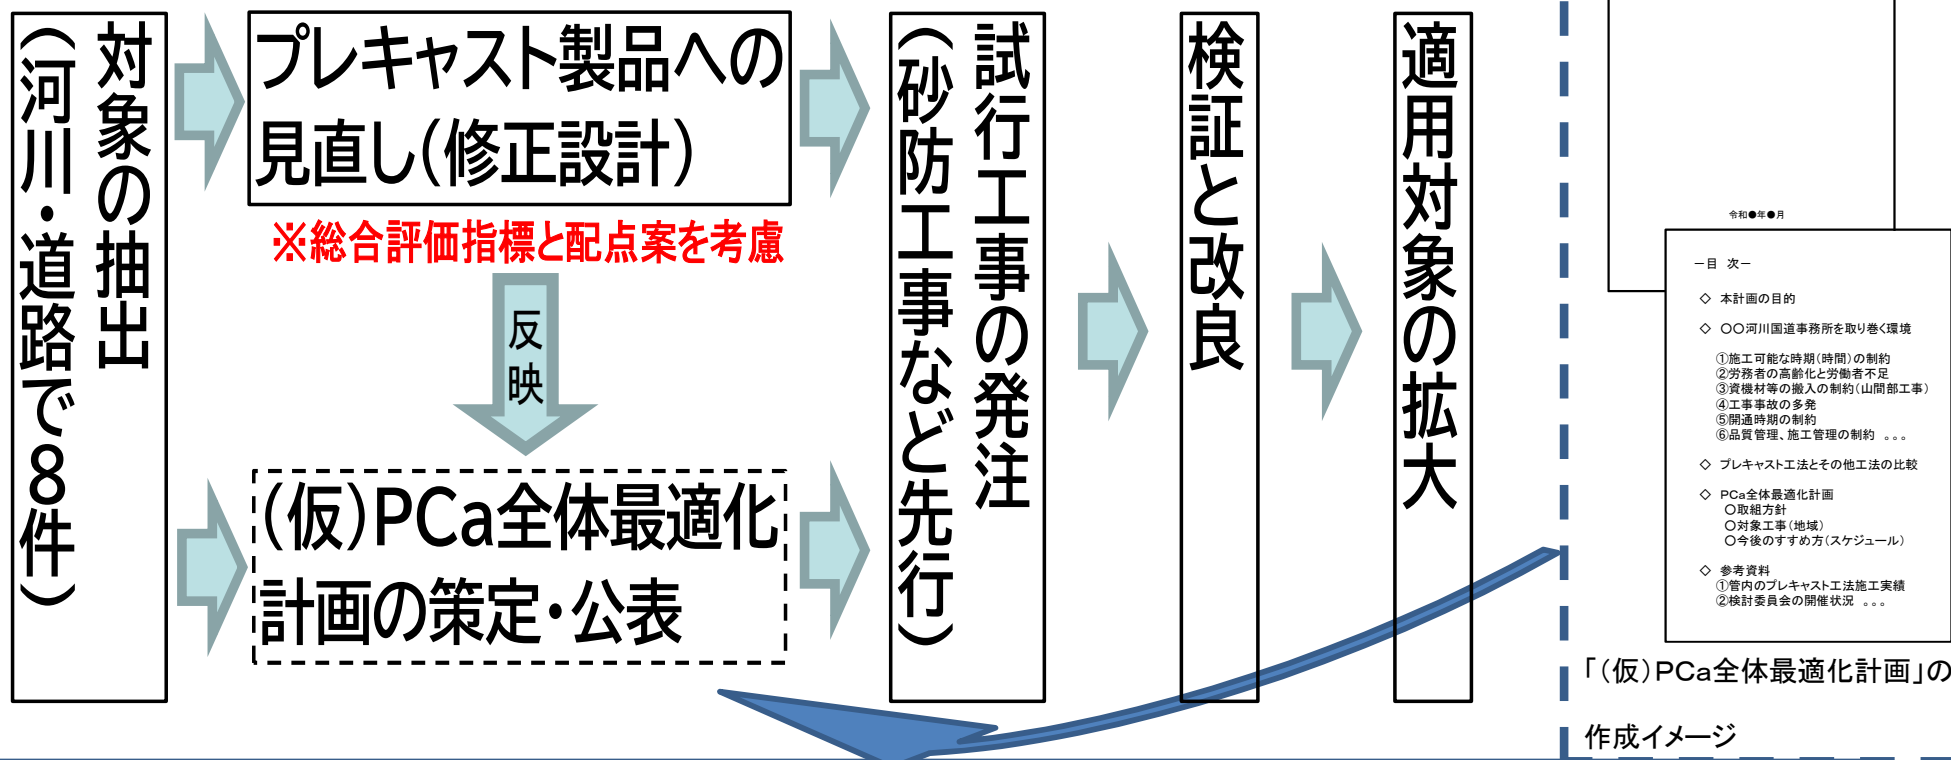 対象の抽出
（河川・道路で8件）
プレキャスト製品への
見直し（修正設計）
※総合評価指標と配点案を考慮
反
映
（仮）PCa全体最適化
計画の策定・公表
試行工事の発注
（砂防工事など先行）
検証と改良
適用対象の拡大
令和●年●月
－目　次－
◇ 本計画の目的
◇ 〇〇河川国道事務所を取り巻く環境
①施工可能な時期（時間）の制約
②労務者の高齢化と労働者不足
③資機材等の搬入の制約（山間部工事）
④工事事故の多発
⑤開通時期の制約
⑥品質管理、施工管理の制約 。。。
◇ プレキャスト工法とその他工法の比較
◇ PCa全体最適化計画
〇取組方針
〇対象工事（地域）
〇今後のすすめ方（スケジュール）
◇ 参考資料
①管内のプレキャスト工法施工実績
②検討委員会の開催状況 。。。
「（仮）PCa全体最適化計画」の
作成イメージ